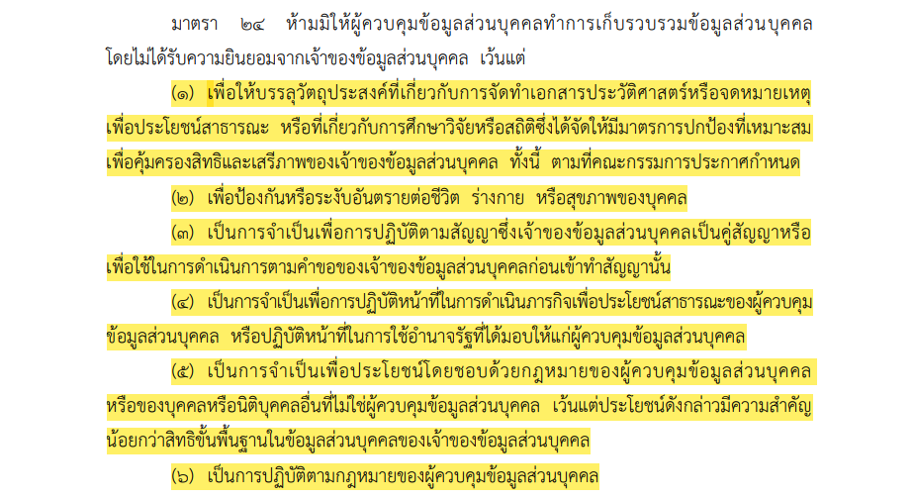 มาตรา ๒๔ ห้ามมิให้ผู้ควบคุมข้อมูลส่วนบุคคลทำการเก็บรวบรวมข้อมูลส่วนบุคคล
โดยไม่ได้รับความยินยอมจากเจ้าของข้อมูลส่วนบุคคล เว้นแต่
(๑) เพื่อให้บรรลุวัตถุประสงค์ที่เกี่ยวกับการจัดทำเอกสารประวัติศาสตร์หรือจดหมายเหตุ
เพื่อประโยชน์สาธารณะ หรือที่เกี่ยวกับการศึกษาวิจัยหรือสถิติซึ่งได้จัดให้มีมาตรการปกป้องที่เหมาะสม
เพื่อคุ้มครองสิทธิและเสรีภาพของเจ้าของข้อมูลส่วนบุคคล ทั้งนี้ ตามที่คณะกรรมการประกาศกำหนด
(๒) เพื่อป้องกันหรือระงับอันตรายต่อชีวิต ร่างกาย หรือสุขภาพของบุคคล
(๓) เป็นการจำเป็นเพื่อการปฏิบัติตามสัญญาซึ่งเจ้าของข้อมูลส่วนบุคคลเป็นคู่สัญญาหรือ
เพื่อใช้ในการดำเนินการตามคำขอของเจ้าของข้อมูลส่วนบุคคลก่อนเข้าทำสัญญานั้น
(๔) เป็นการจำเป็นเพื่อการปฏิบัติหน้าที่ในการดำเนินภารกิจเพื่อประโยชน์สาธารณะของผู้ควบคุม
ข้อมูลส่วนบุคคล หรือปฏิบัติหน้าที่ในการใช้อำนาจรัฐที่ได้มอบให้แก่ผู้ควบคุมข้อมูลส่วนบุคคล
(๕) เป็นการจำเป็นเพื่อประโยชน์โดยชอบด้วยกฎหมายของผู้ควบคุมข้อมูลส่วนบุคคล
หรือของบุคคลหรือนิติบุคคลอื่นที่ไม่ใช่ผู้ควบคุมข้อมูลส่วนบุคคล เว้นแต่ประโยชน์ดังกล่าวมีความสำคัญ
น้อยกว่าสิทธิขั้นพื้นฐานในข้อมูลส่วนบุคคลของเจ้าของข้อมูลส่วนบุคคล
(๖) เป็นการปฏิบัติตามกฎหมายของผู้ควบคุมข้อมูลส่วนบุคคล